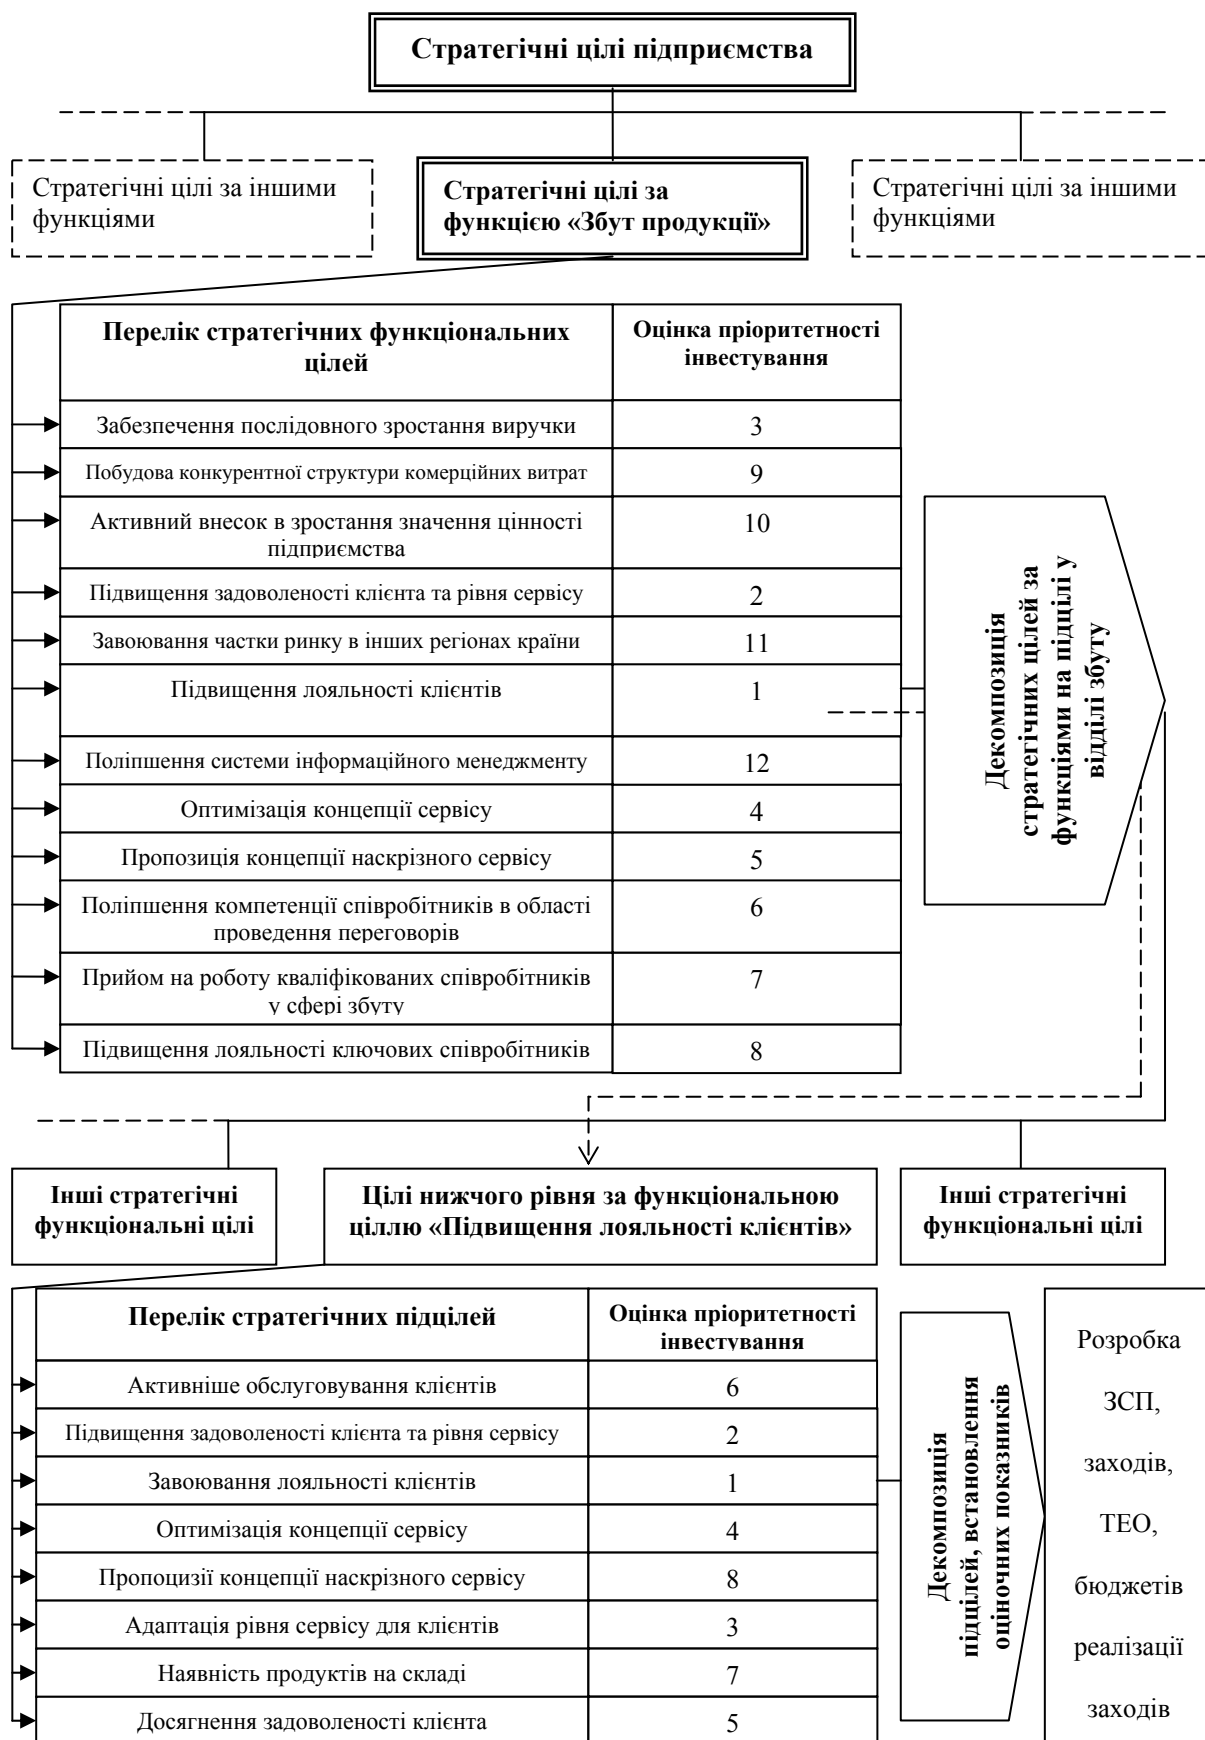 Стратегічні цілі підприємства
Стратегічні цілі за іншими
функціями
Стратегічні цілі за
функцією «Збут продукції»
Стратегічні цілі за іншими
функціями
Перелік стратегічних функціональних
цілей
Оцінка пріоритетності
інвестування
Забезпечення послідовного зростання виручки
3
Побудова конкурентної структури комерційних витрат
9
Активний внесок в зростання значення цінності
підприємства
10
Підвищення задоволеності клієнта та рівня сервісу
2
Завоювання частки ринку в інших регіонах країни
11
Підвищення лояльності клієнтів
1
Поліпшення системи інформаційного менеджменту
12
Оптимізація концепції сервісу
4
Пропозиція концепції наскрізного сервісу
5
Поліпшення компетенції співробітників в області
проведення переговорів
6
Прийом на роботу кваліфікованих співробітників
у сфері збуту
7
Підвищення лояльності ключових співробітників
8
Декомпозиція
стратегічних цілей за
функціями на підцілі у
відділі збуту
Інші стратегічні
функціональні цілі
Цілі нижчого рівня за функціональною
ціллю «Підвищення лояльності клієнтів»
Інші стратегічні
функціональні цілі
Перелік стратегічних підцілей
Оцінка пріоритетності
інвестування
Активніше обслуговування клієнтів
6
Підвищення задоволеності клієнта та рівня сервісу
2
Завоювання лояльності клієнтів
1
Оптимізація концепції сервісу
4
Пропоцизії концепції наскрізного сервісу
8
Адаптація рівня сервісу для клієнтів
3
Наявність продуктів на складі
7
Досягнення задоволеності клієнта
5
Декомпозиція
підцілей, встановлення
оціночних показників
Розробка
ЗСП,
заходів,
ТЕО,
бюджетів
реалізації
заходів